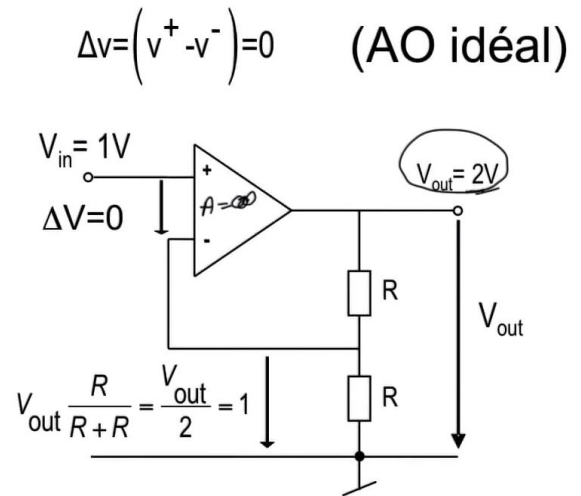 Δv=(v⁺ -v⁻)=0 (AO idéal)
V_in= 1V
ΔV=0
+
A=∞
-
V_out= 2V
R
V_out
R
V_out R/(R+R) = V_out/2 = 1